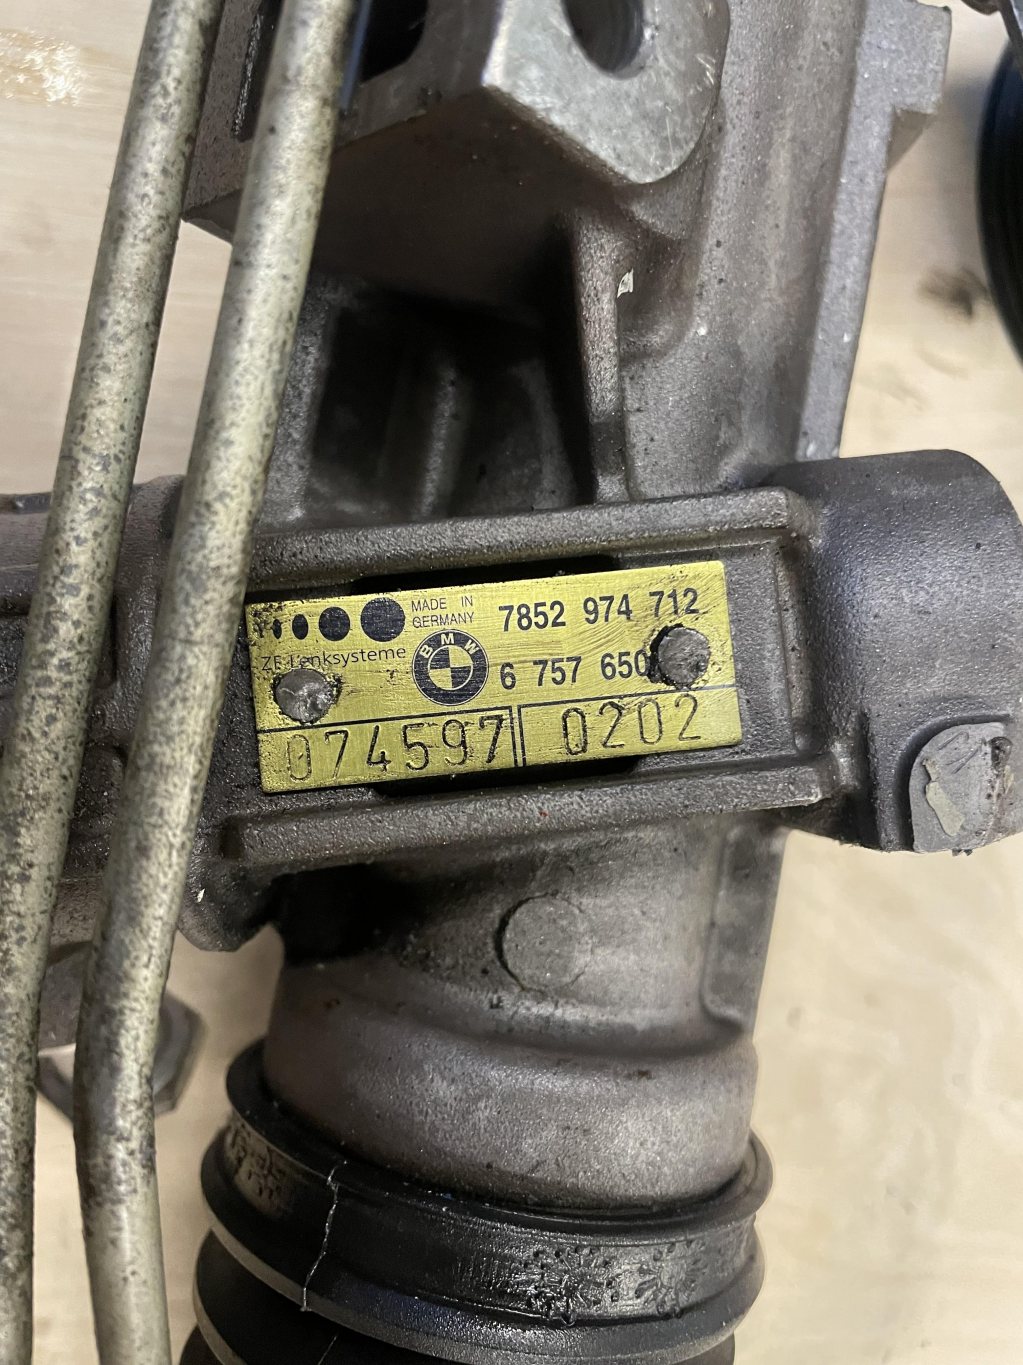 MADE IN
GERMANY
7852 974 712
ZF Lenksysteme
BMW
6 757 650
074597 0202